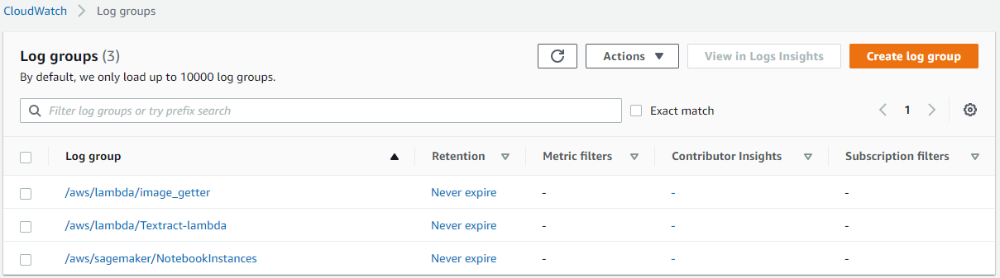 CloudWatch > Log groups
Log groups (3)
Actions ▼
View in Logs Insights
Create log group
By default, we only load up to 10000 log groups.
Filter log groups or try prefix search
Exact match
< 1 >
Log group ▲ Retention ▽ Metric filters ▽ Contributor Insights ▽ Subscription filters ▽
/aws/lambda/image_getter Never expire - - -
/aws/lambda/Textract-lambda Never expire - - -
/aws/sagemaker/NotebookInstances Never expire - - -